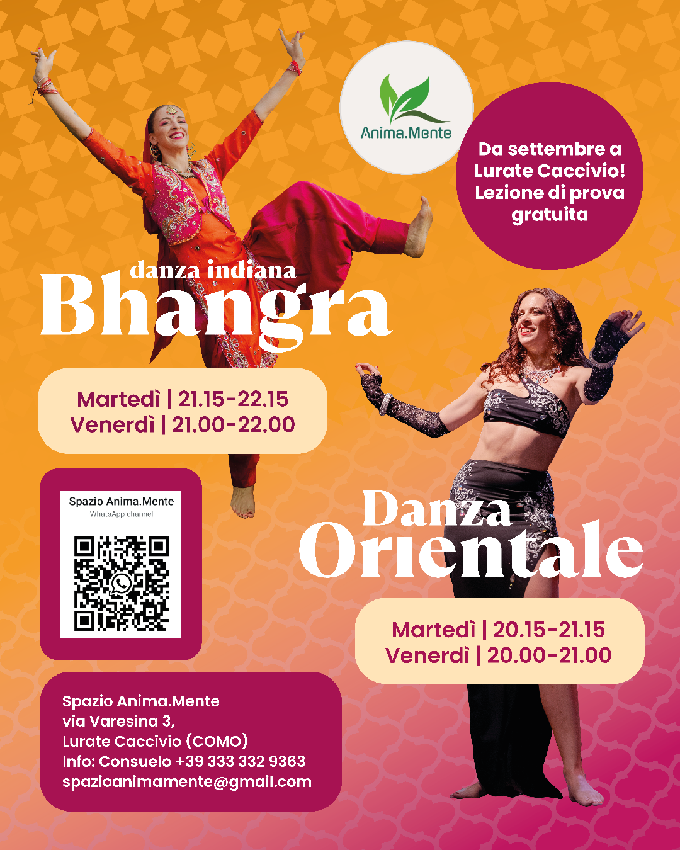 Anima.Mente
Da settembre a
Lurate Caccivio!
Lezione di prova
gratuita
danza indiana
Bhangra
Martedì | 21.15-22.15
Venerdì | 21.00-22.00
Spazio Anima.Mente
WhatsApp channel
Danza
Orientale
Martedì | 20.15-21.15
Venerdì | 20.00-21.00
Spazio Anima.Mente
via Varesina 3,
Lurate Caccivio (COMO)
Info: Consuelo +39 333 332 9363
spazioanimamente@gmail.com